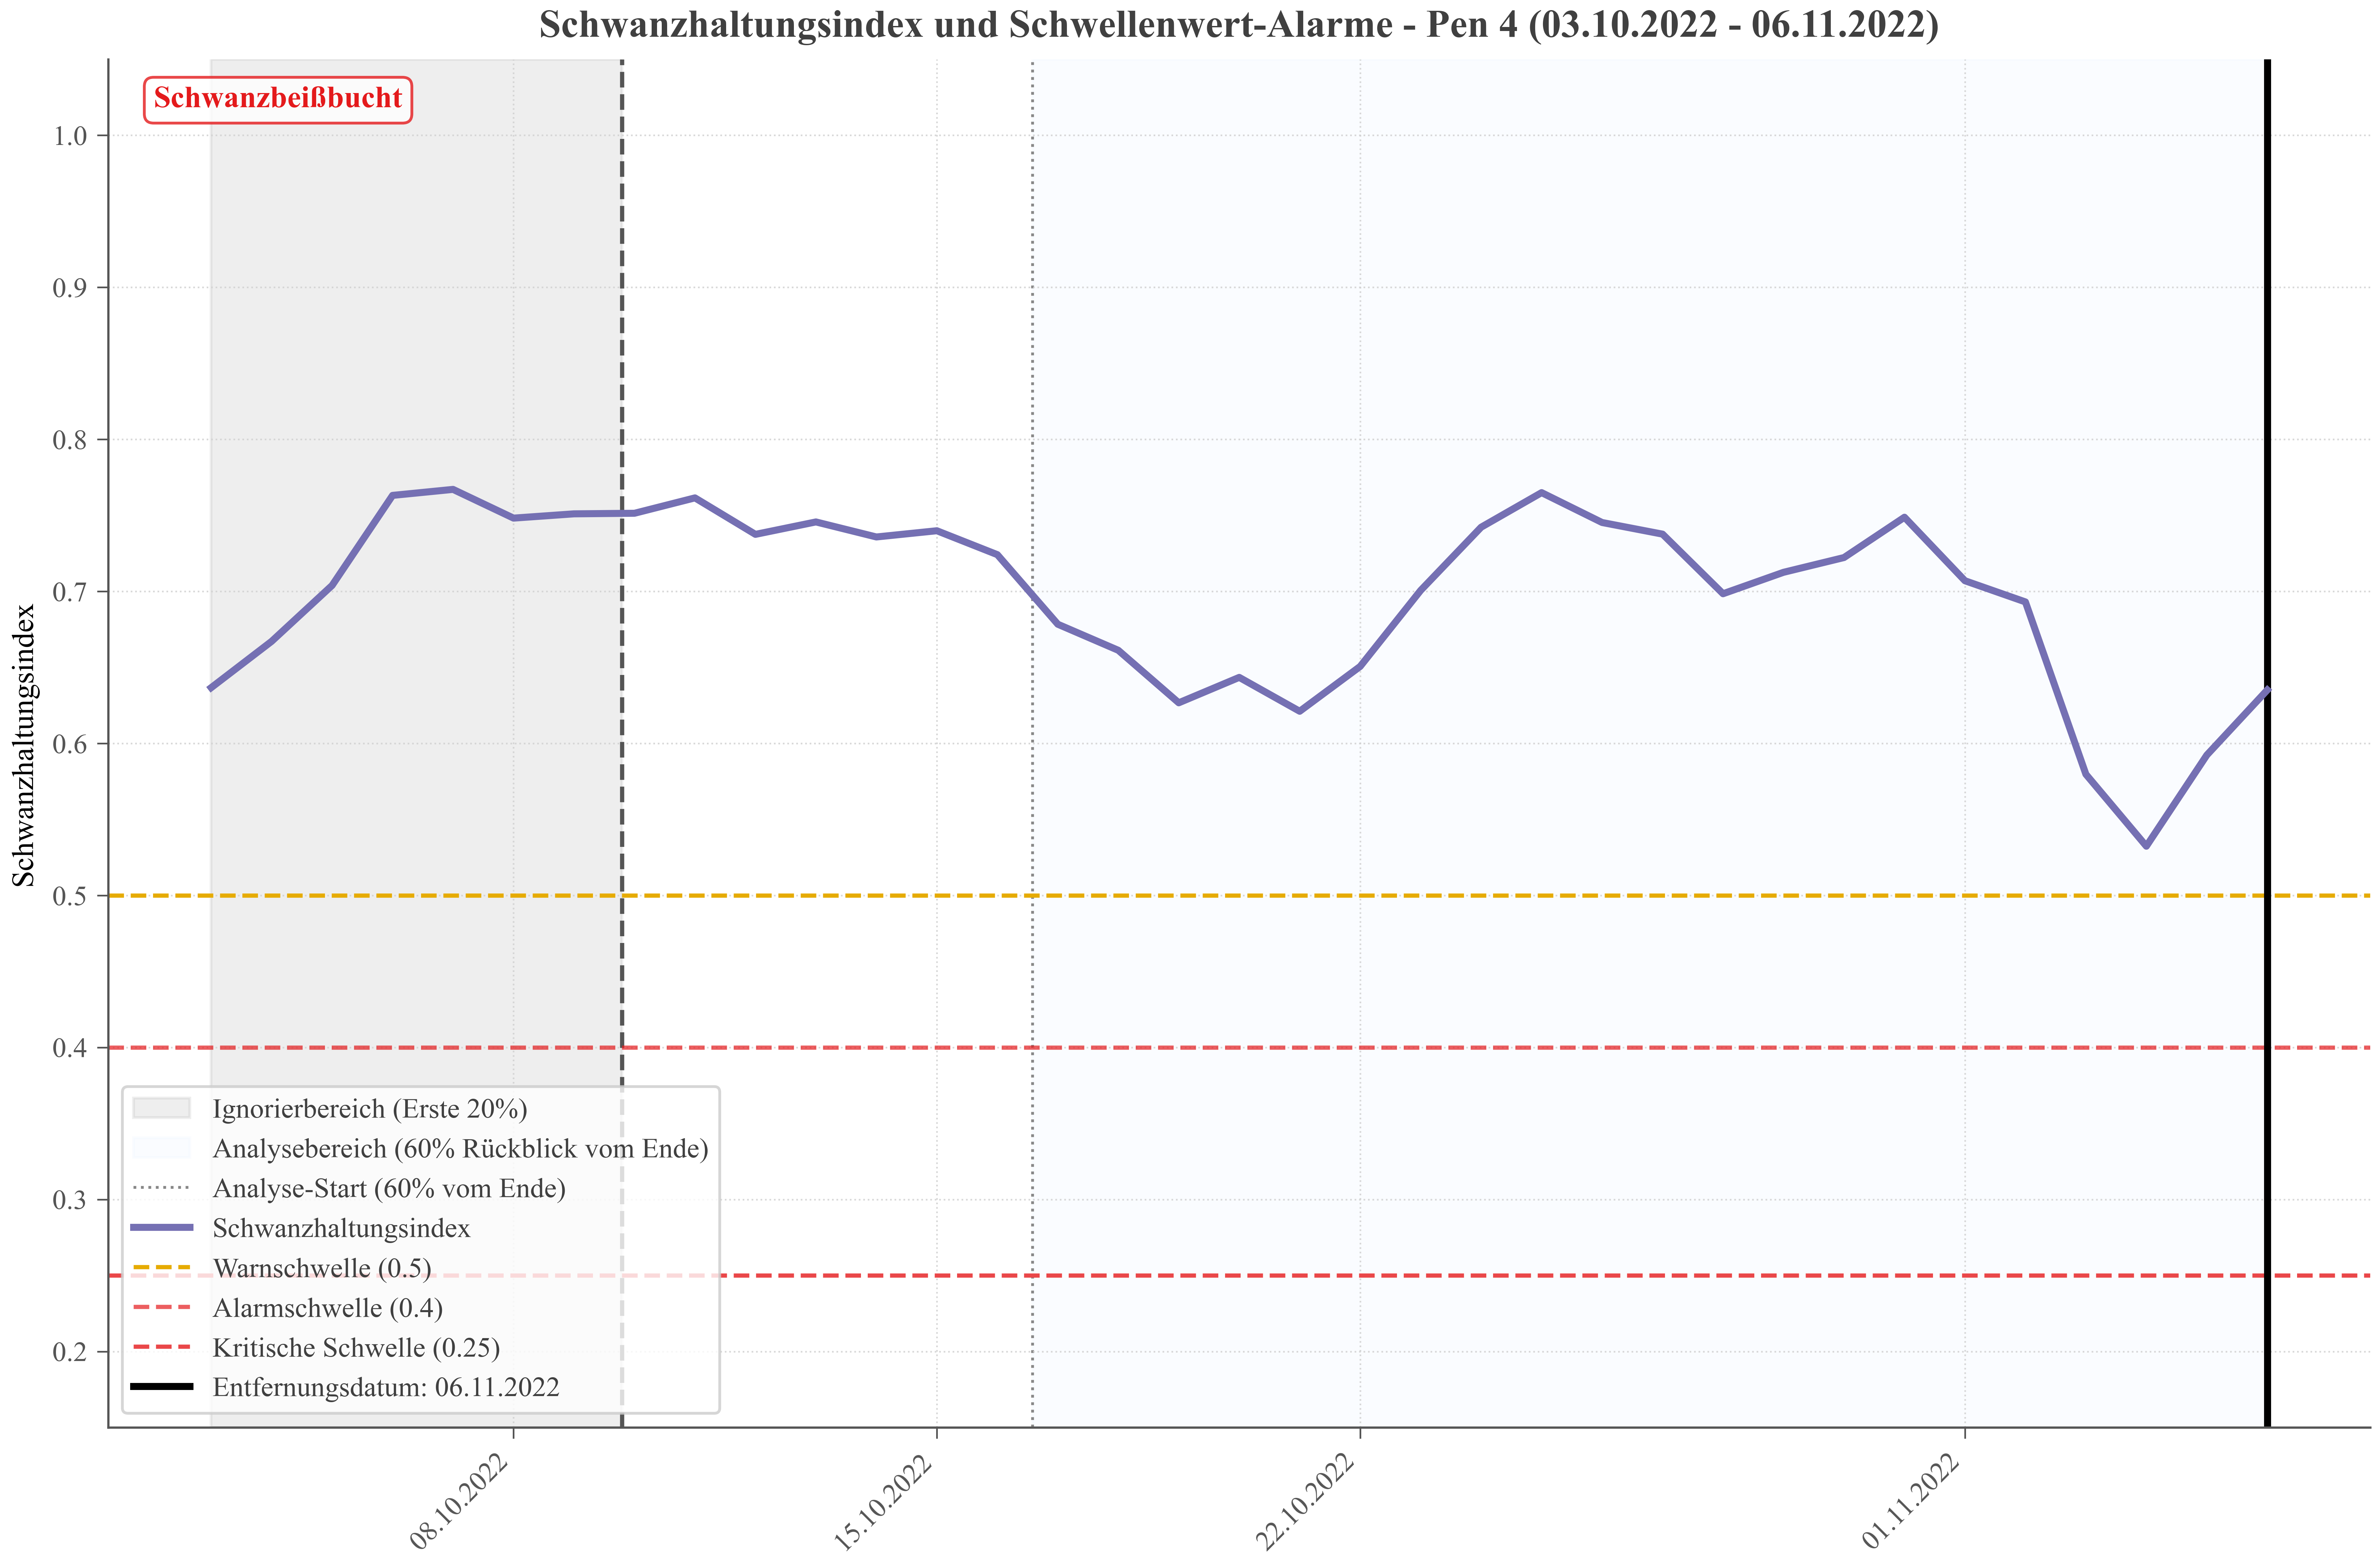 Schwanzhaltungsindex und Schwellenwert-Alarme - Pen 4 (03.10.2022 - 06.11.2022)
Schwanzbeißbucht
Schwanzhaltungsindex
1.0
0.9
0.8
0.7
0.6
0.5
0.4
0.3
0.2
Ignorierbereich (Erste 20%)
Analysebereich (60% Rückblick vom Ende)
Analyse-Start (60% vom Ende)
Schwanzhaltungsindex
Warnschwelle (0.5)
Alarmschwelle (0.4)
Kritische Schwelle (0.25)
Entfernungsdatum: 06.11.2022
08.10.2022
15.10.2022
22.10.2022
01.11.2022